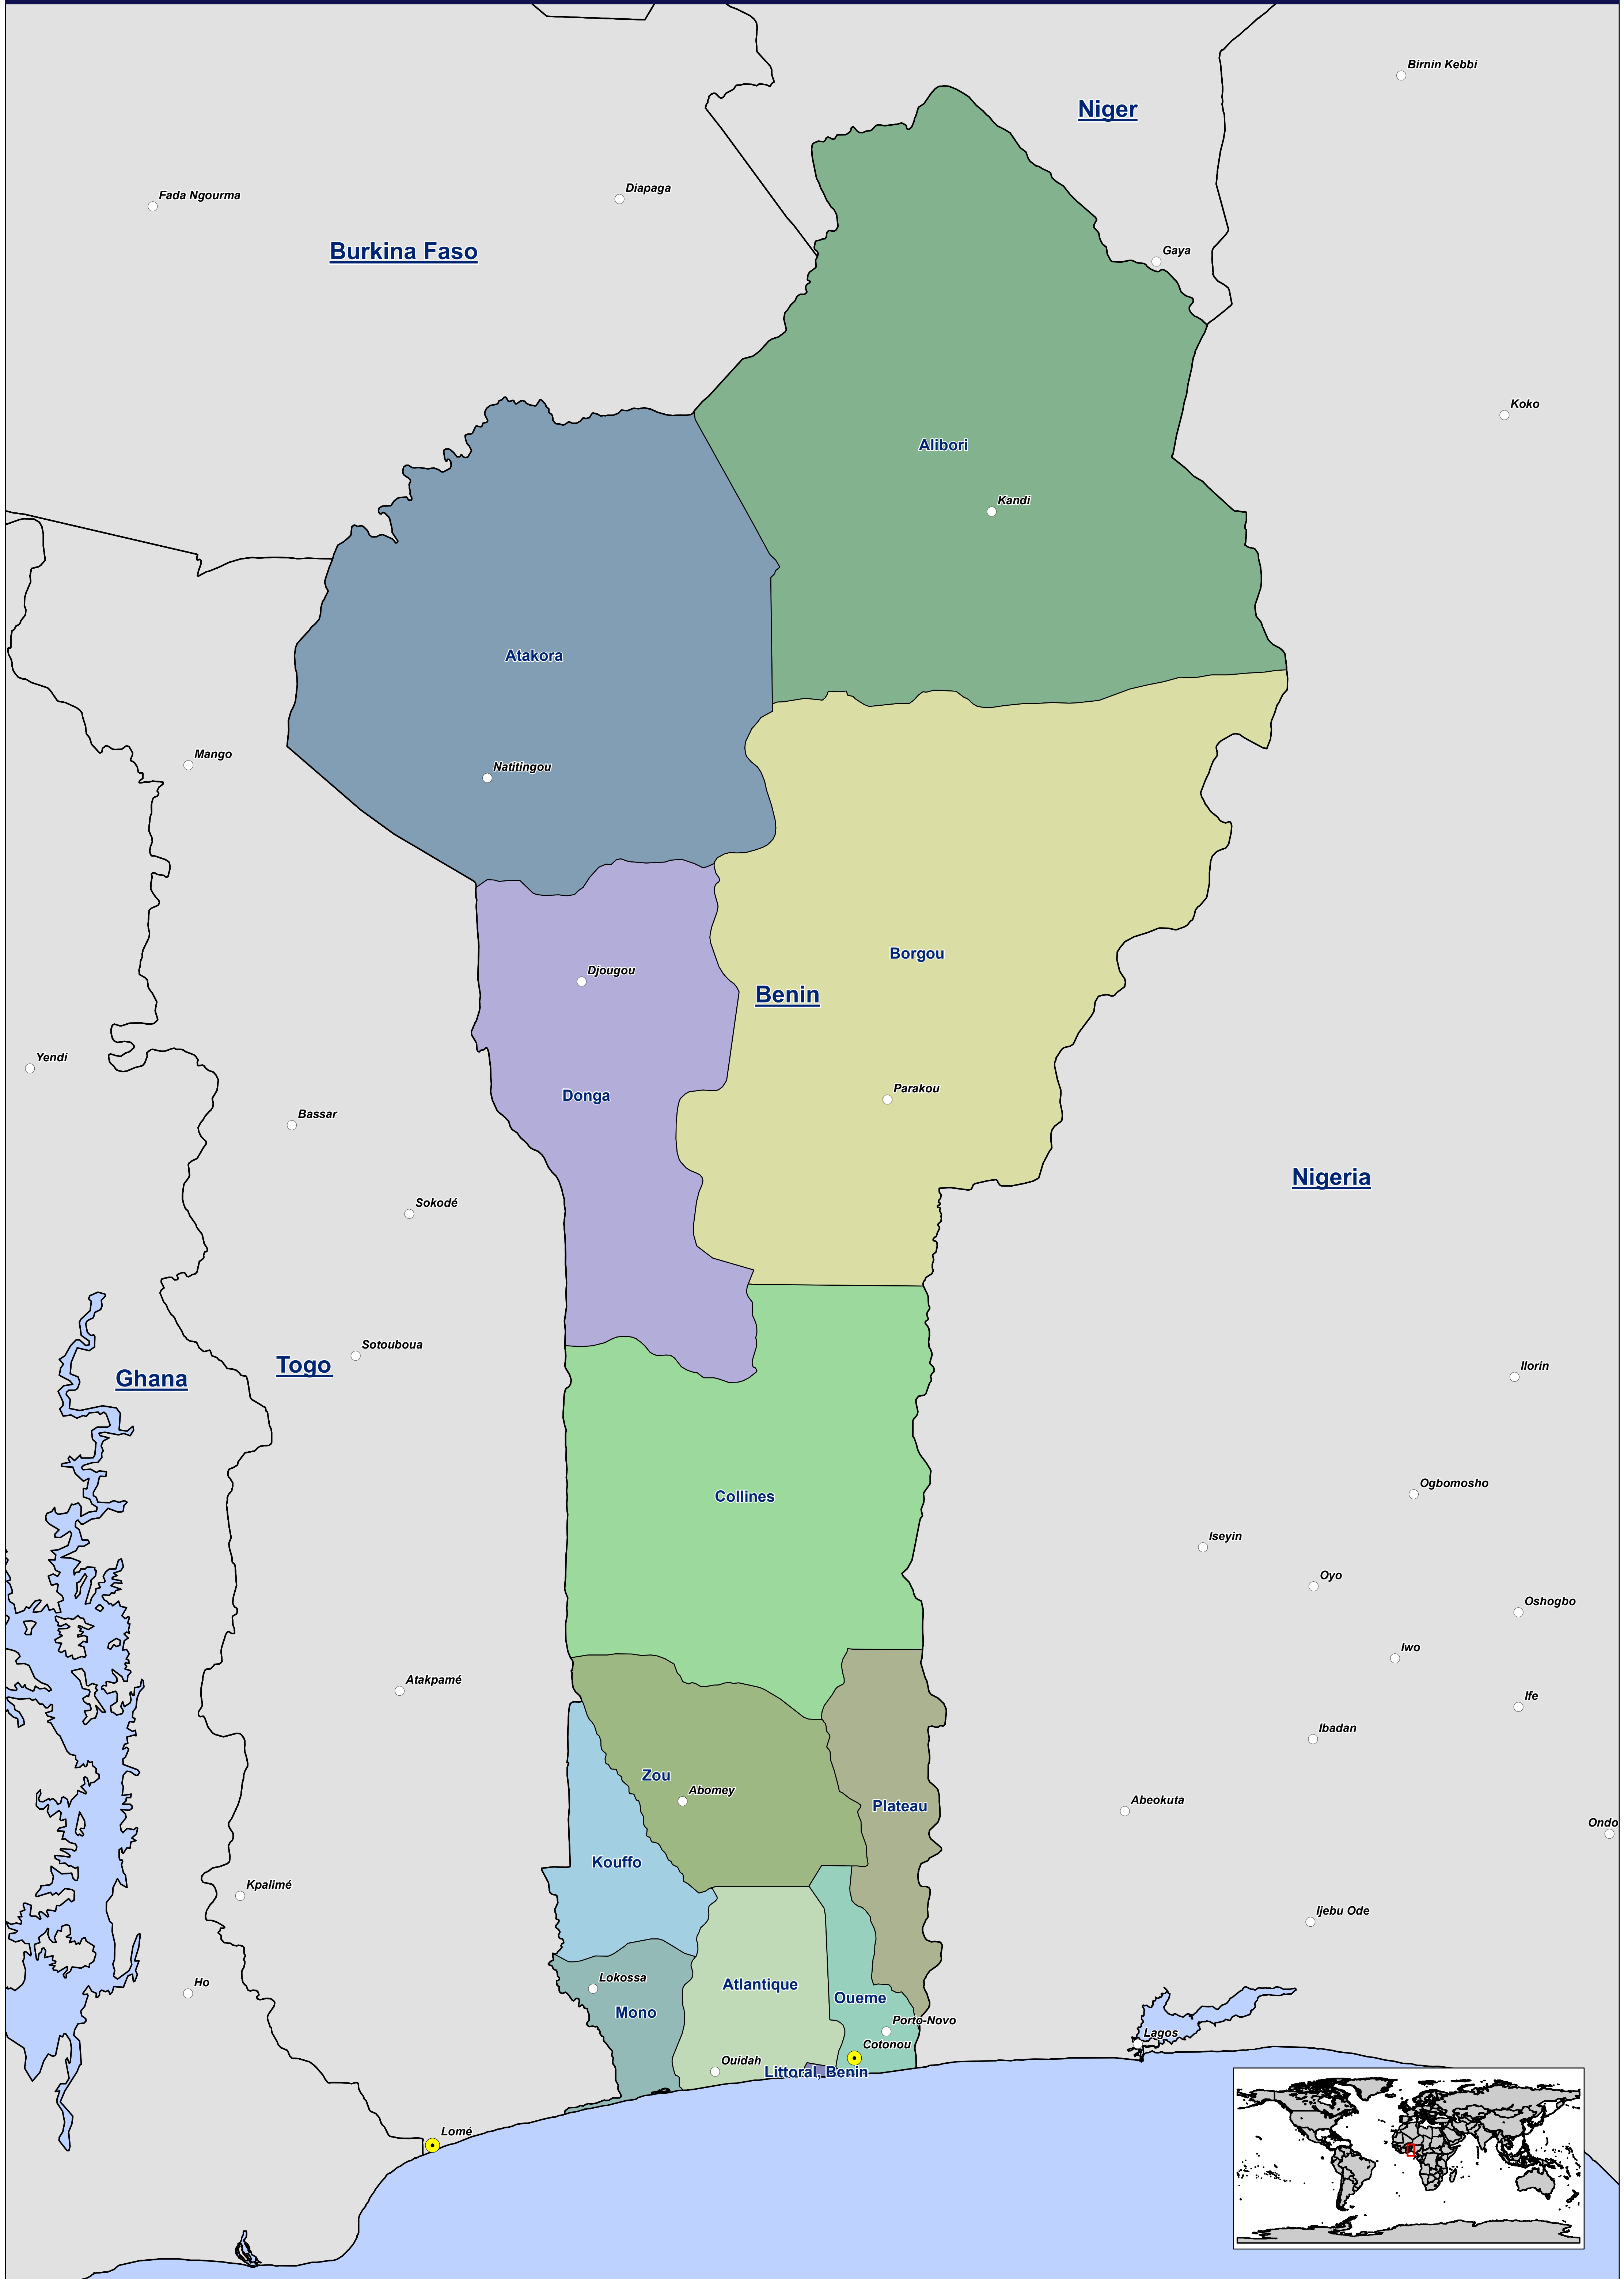 Birnin Kebbi
Niger
Diapaga
Fada Ngourma
Burkina Faso
Gaya
Koko
Alibori
Kandi
Atakora
Mango
Natitingou
Borgou
Djougou
Benin
Yendi
Parakou
Donga
Bassar
Nigeria
Sokodé
Sotouboua
Togo
Ilorin
Ghana
Ogbomosho
Collines
Iseyin
Oyo
Oshogbo
Iwo
Atakpamé
Ife
Ibadan
Zou
Abomey
Abeokuta
Plateau
Ondo
Kouffo
Kpalimé
Ijebu Ode
Lokossa
Ho
Atlantique
Oueme
Mono
Porto-Novo
Lagos
Cotonou
Ouidah
Littoral, Benin
Lomé